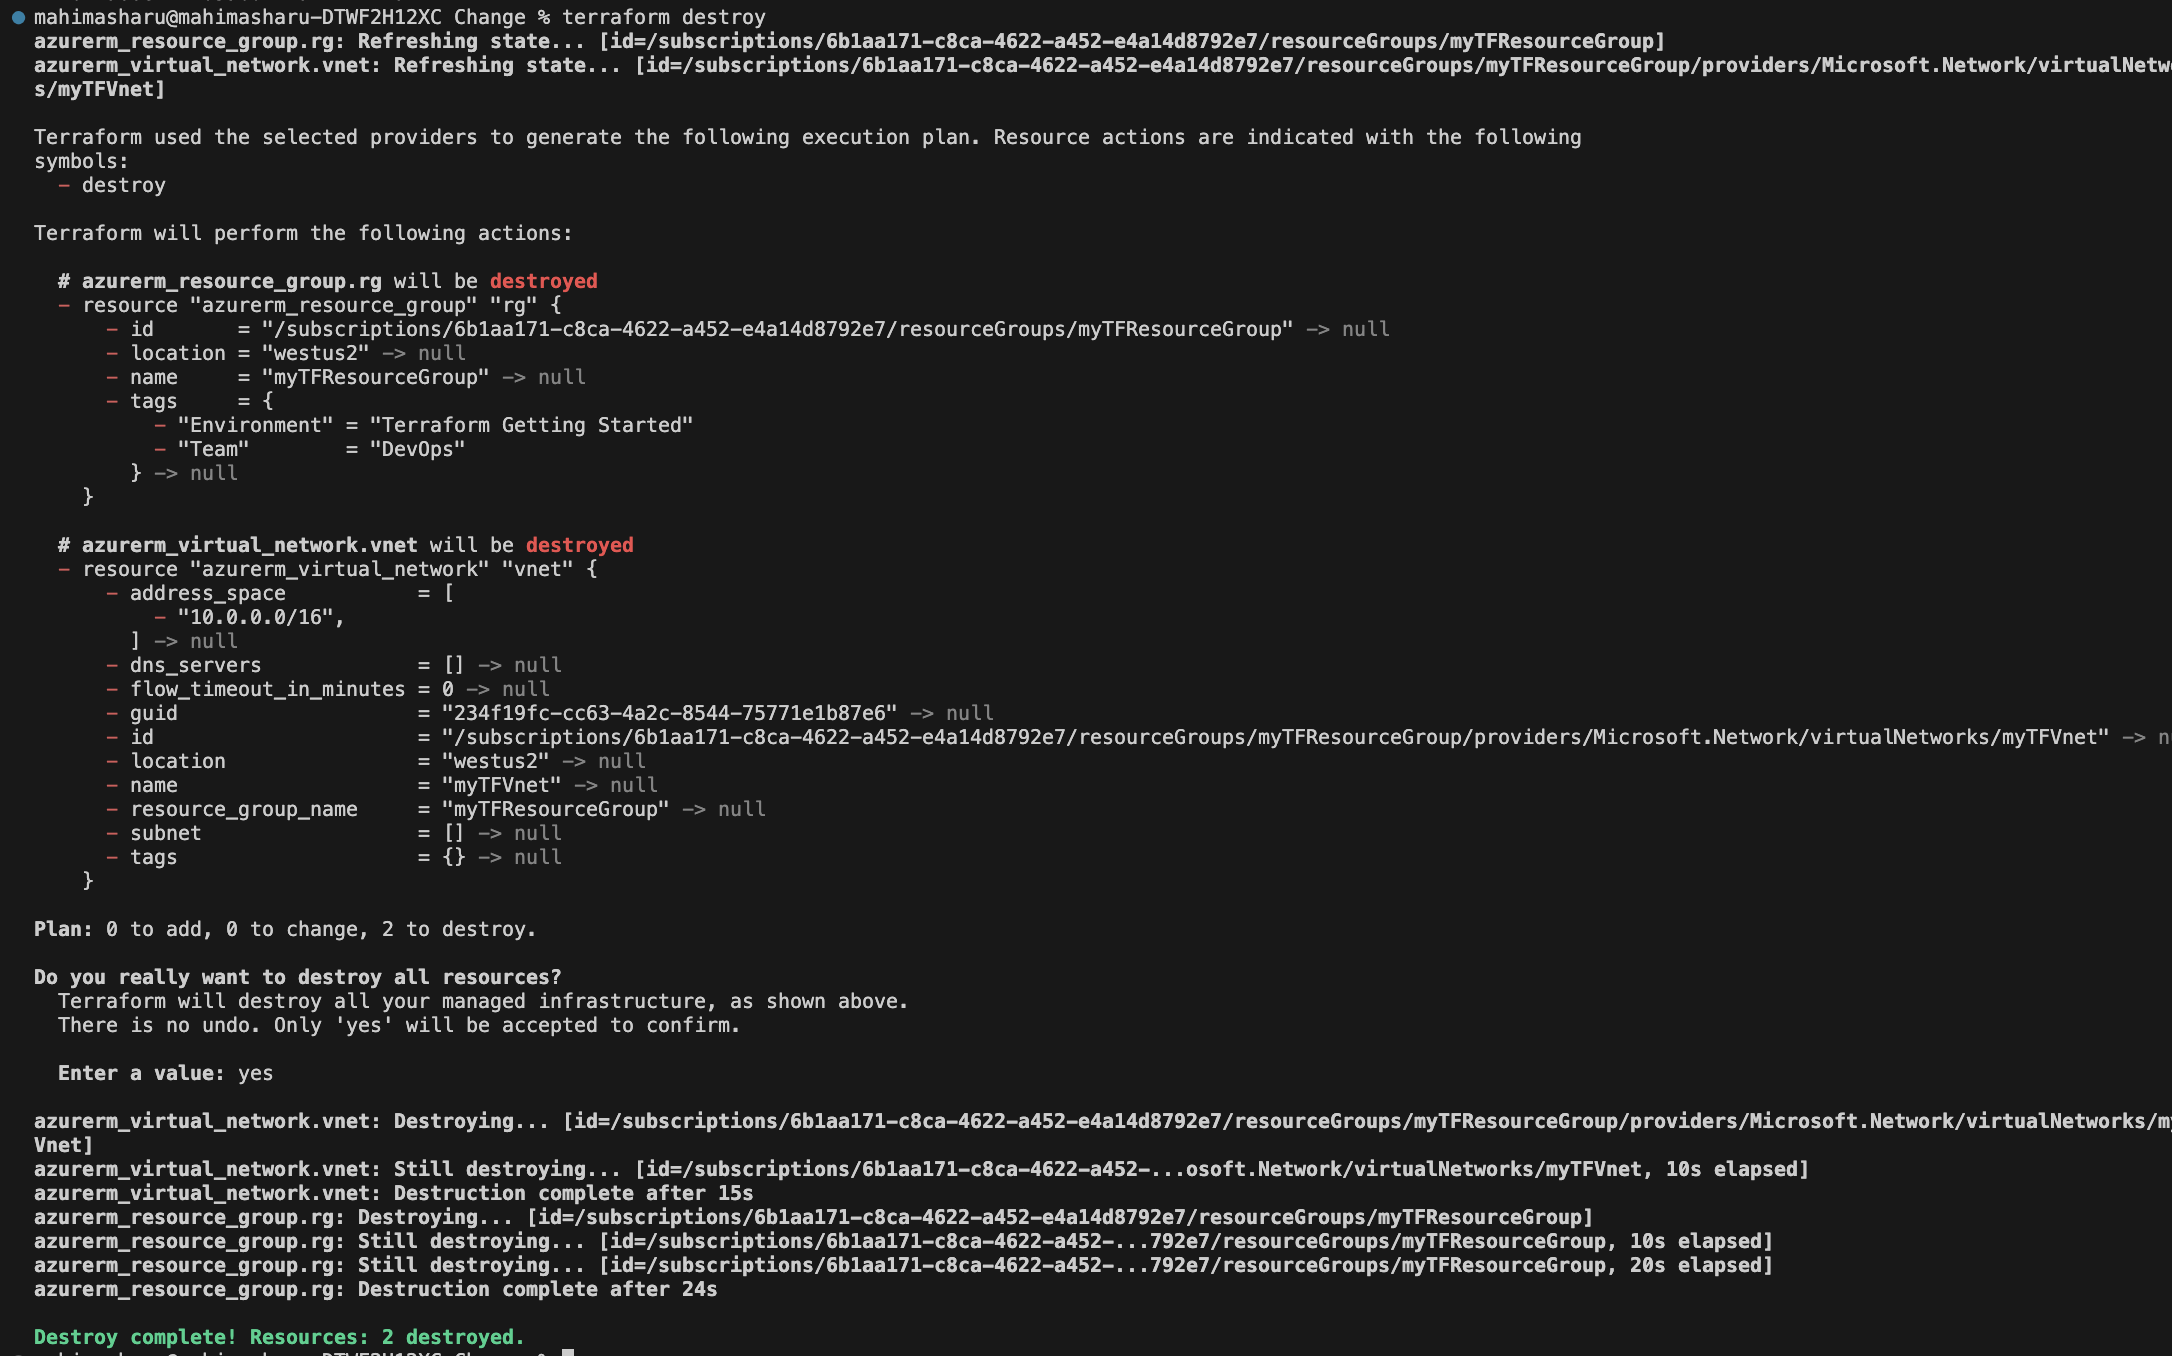 mahimasharu@mahimasharu-DTWF2H12XC Change % terraform destroy
azurerm_resource_group.rg: Refreshing state... [id=/subscriptions/6b1aa171-c8ca-4622-a452-e4a14d8792e7/resourceGroups/myTFResourceGroup]
azurerm_virtual_network.vnet: Refreshing state... [id=/subscriptions/6b1aa171-c8ca-4622-a452-e4a14d8792e7/resourceGroups/myTFResourceGroup/providers/Microsoft.Network/virtualNetw
s/myTFVnet]
Terraform used the selected providers to generate the following execution plan. Resource actions are indicated with the following
symbols:
  - destroy
Terraform will perform the following actions:
  # azurerm_resource_group.rg will be destroyed
  - resource "azurerm_resource_group" "rg" {
      - id       = "/subscriptions/6b1aa171-c8ca-4622-a452-e4a14d8792e7/resourceGroups/myTFResourceGroup" -> null
      - location = "westus2" -> null
      - name     = "myTFResourceGroup" -> null
      - tags     = {
          - "Environment" = "Terraform Getting Started"
          - "Team"        = "DevOps"
        } -> null
    }
  # azurerm_virtual_network.vnet will be destroyed
  - resource "azurerm_virtual_network" "vnet" {
      - address_space           = [
          - "10.0.0.0/16",
        ] -> null
      - dns_servers             = [] -> null
      - flow_timeout_in_minutes = 0 -> null
      - guid                    = "234f19fc-cc63-4a2c-8544-75771e1b87e6" -> null
      - id                      = "/subscriptions/6b1aa171-c8ca-4622-a452-e4a14d8792e7/resourceGroups/myTFResourceGroup/providers/Microsoft.Network/virtualNetworks/myTFVnet" -> n
      - location                = "westus2" -> null
      - name                    = "myTFVnet" -> null
      - resource_group_name     = "myTFResourceGroup" -> null
      - subnet                  = [] -> null
      - tags                    = {} -> null
    }
Plan: 0 to add, 0 to change, 2 to destroy.
Do you really want to destroy all resources?
  Terraform will destroy all your managed infrastructure, as shown above.
  There is no undo. Only 'yes' will be accepted to confirm.
  Enter a value: yes
azurerm_virtual_network.vnet: Destroying... [id=/subscriptions/6b1aa171-c8ca-4622-a452-e4a14d8792e7/resourceGroups/myTFResourceGroup/providers/Microsoft.Network/virtualNetworks/my
Vnet]
azurerm_virtual_network.vnet: Still destroying... [id=/subscriptions/6b1aa171-c8ca-4622-a452-...osoft.Network/virtualNetworks/myTFVnet, 10s elapsed]
azurerm_virtual_network.vnet: Destruction complete after 15s
azurerm_resource_group.rg: Destroying... [id=/subscriptions/6b1aa171-c8ca-4622-a452-e4a14d8792e7/resourceGroups/myTFResourceGroup]
azurerm_resource_group.rg: Still destroying... [id=/subscriptions/6b1aa171-c8ca-4622-a452-...792e7/resourceGroups/myTFResourceGroup, 10s elapsed]
azurerm_resource_group.rg: Still destroying... [id=/subscriptions/6b1aa171-c8ca-4622-a452-...792e7/resourceGroups/myTFResourceGroup, 20s elapsed]
azurerm_resource_group.rg: Destruction complete after 24s
Destroy complete! Resources: 2 destroyed.